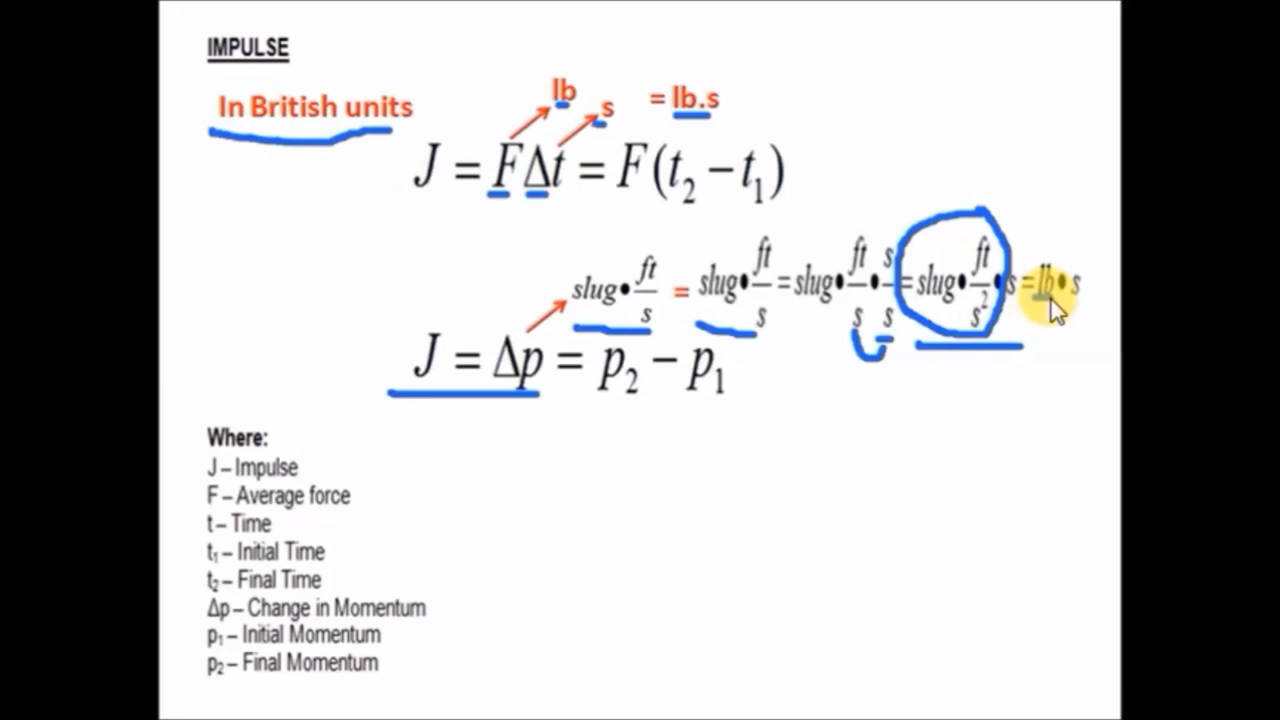 IMPULSE
In British units
lb
s
= lb.s
J = FΔt = F(t₂ – t₁)
slug•ft/s = slug•ft/s = slug•ft/s•s/s = slug•ft/s²•s = lb•s
J = Δp = p₂ – p₁
Where:
J – Impulse
F – Average force
t – Time
t₁ – Initial Time
t₂ – Final Time
Δp – Change in Momentum
p₁ – Initial Momentum
p₂ – Final Momentum